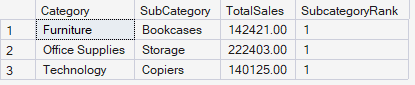 Category SubCategory TotalSales SubcategoryRank
1 Furniture Bookcases 142421.00 1
2 Office Supplies Storage 222403.00 1
3 Technology Copiers 140125.00 1